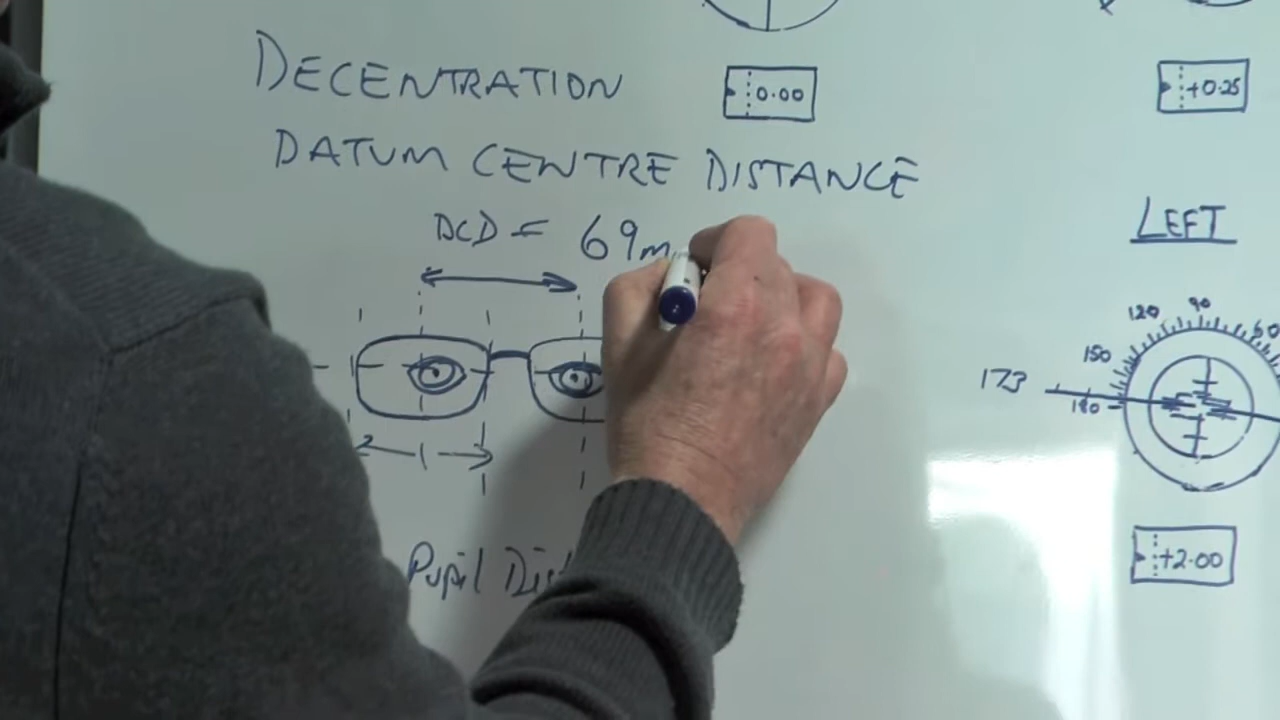 DECENTRATION
0.00
+0.25
DATUM CENTRE DISTANCE
DCD = 69m
LEFT
120 90 60
150
173
180
Pupil
+2.00